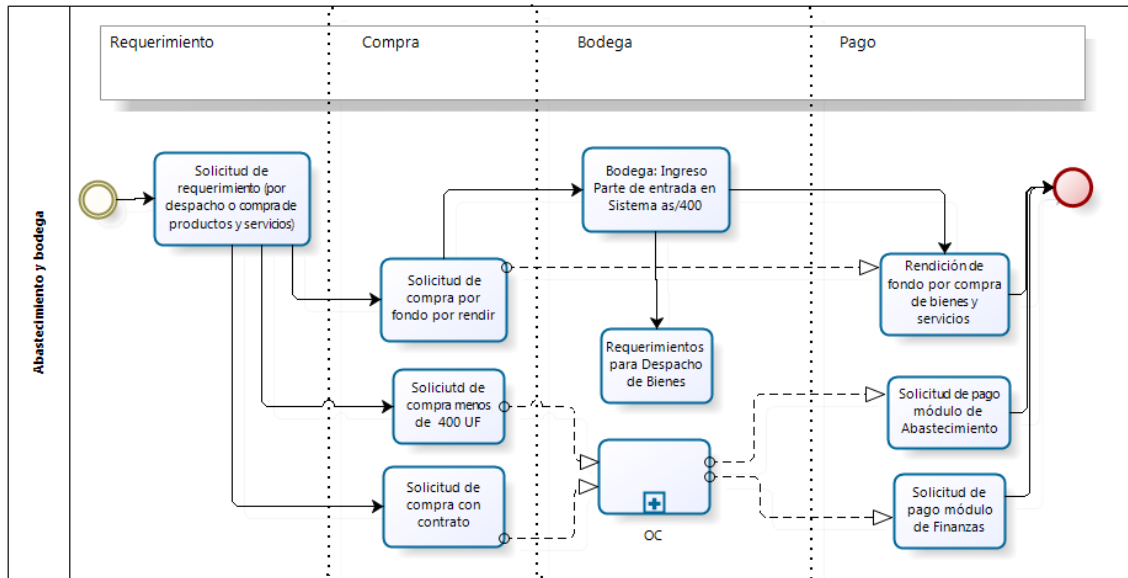 Requerimiento
Compra
Bodega
Pago
Abastecimiento y bodega
Solicitud de
requerimiento (por
despacho o compra de
productos y servicios)
Bodega: Ingreso
Parte de entrada en
Sistema as/400
Solicitud de
compra por
fondo por rendir
Rendición de
fondo por compra
de bienes y
servicios
Requerimientos
para Despacho
de Bienes
Soliciutd de
compra menos
de 400 UF
Solicitud de pago
módulo de
Abastecimiento
Solicitud de
compra con
contrato
OC
Solicitud de
pago módulo
de Finanzas